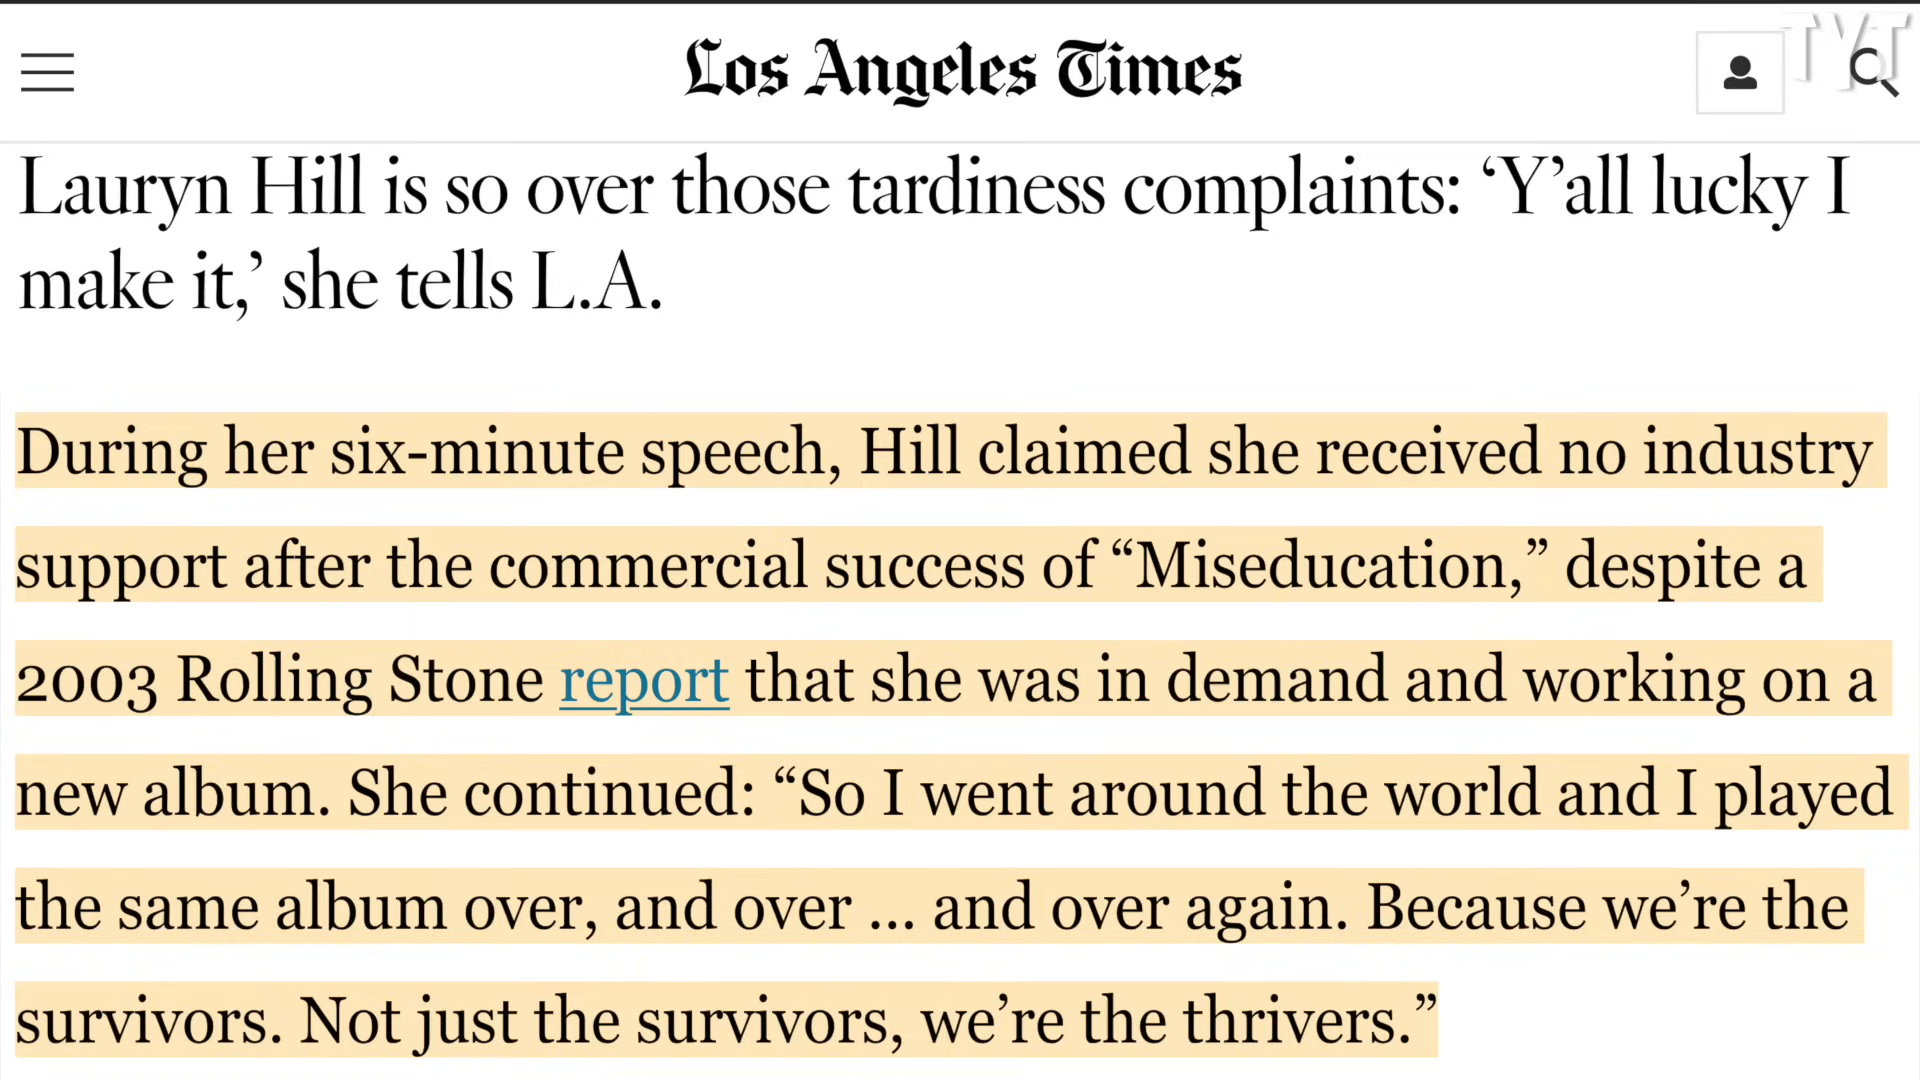 Los Angeles Times
TYT
Lauryn Hill is so over those tardiness complaints: ‘Y’all lucky I
make it,’ she tells L.A.
During her six-minute speech, Hill claimed she received no industry
support after the commercial success of “Miseducation,” despite a
2003 Rolling Stone report that she was in demand and working on a
new album. She continued: “So I went around the world and I played
the same album over, and over ... and over again. Because we’re the
survivors. Not just the survivors, we’re the thrivers.”